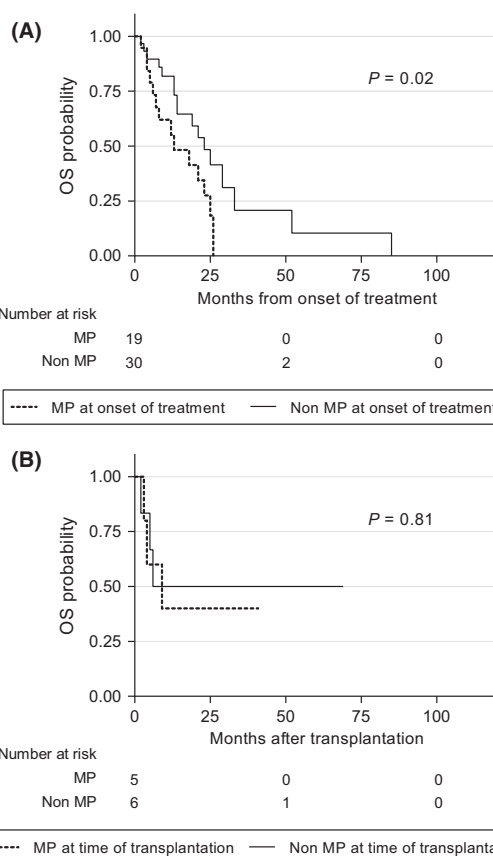 (A)
1.00
0.75
0.50
0.25
0.00
OS probability
P = 0.02
0 25 50 75 100
Months from onset of treatment
Number at risk
MP 19 0 0
Non MP 30 2 0
MP at onset of treatment Non MP at onset of treatment
(B)
1.00
0.75
0.50
0.25
0.00
OS probability
P = 0.81
0 25 50 75 100
Months after transplantation
Number at risk
MP 5 0 0
Non MP 6 1 0
MP at time of transplantation Non MP at time of